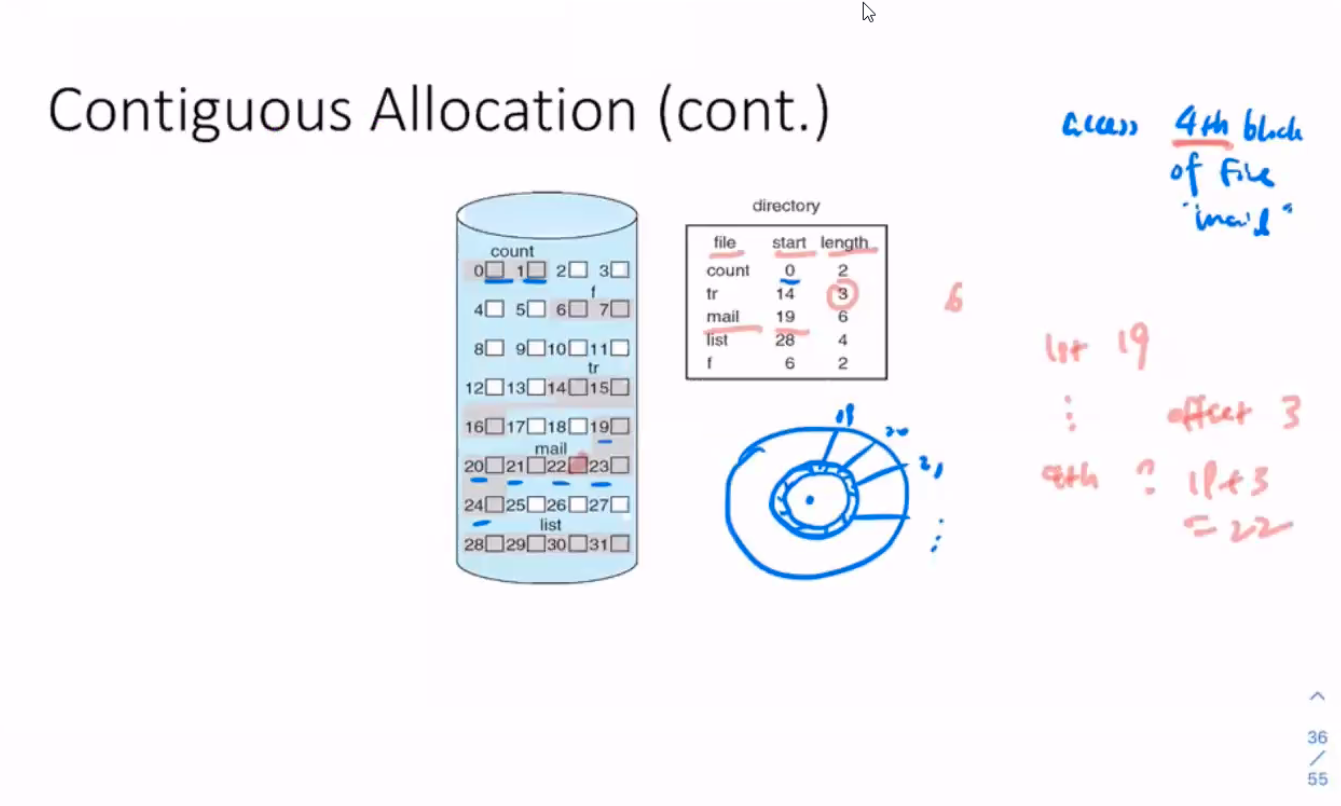 Contiguous Allocation (cont.)
access 4th block
of File
"mail"
directory
file start length
count 0 2
tr 14 3
mail 19 6
list 28 4
f 6 2
count
0 1 2 3
f
4 5 6 7
8 9 10 11
tr
12 13 14 15
16 17 18 19
mail
20 21 22 23
24 25 26 27
list
28 29 30 31
19
20
21
⋮
6
1st 19
⋮ offset 3
4th ? 19+3
=22
36
/
55